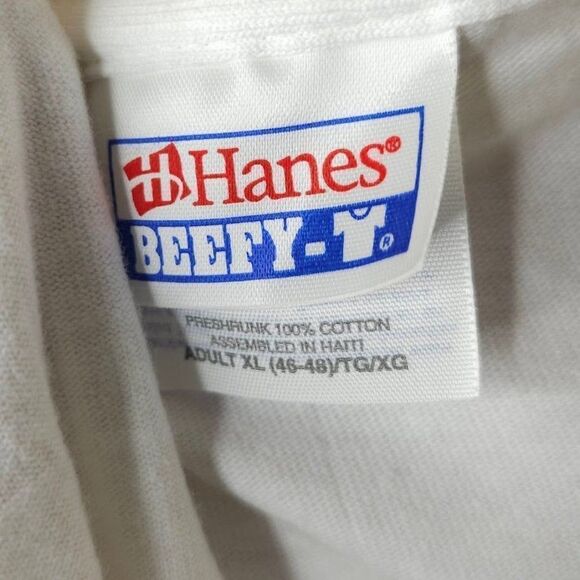 Hanes®
BEEFY-T®
PRESHRUNK 100% COTTON
ASSEMBLED IN HAITI
ADULT XL (46-48)/TG/XG